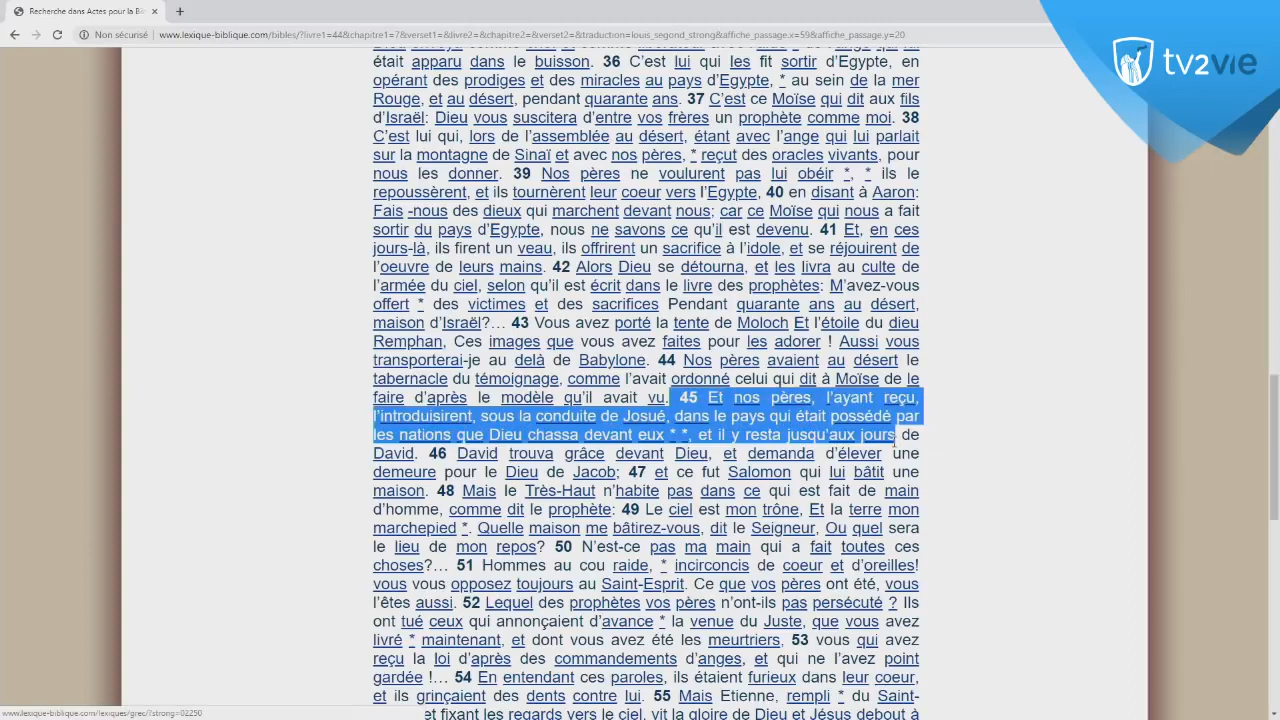 Recherche dans Actes pour la Bi
Non sécurisé | www.lexique-biblique.com/bibles/?livre1=44&chapitre1=7&verset1=&livre2=&chapitre2=&verset2=&traduction=louis_segond_strong&affiche_passage.x=59&affiche_passage.y=20
tv2vie
était apparu dans le buisson. 36 C'est lui qui les fit sortir d'Egypte, en
opérant des prodiges et des miracles au pays d'Egypte, * au sein de la mer
Rouge, et au désert, pendant quarante ans. 37 C'est ce Moïse qui dit aux fils
d'Israël: Dieu vous suscitera d'entre vos frères un prophète comme moi. 38
C'est lui qui, lors de l'assemblée au désert, étant avec l'ange qui lui parlait
sur la montagne de Sinaï et avec nos pères, * reçut des oracles vivants, pour
nous les donner. 39 Nos pères ne voulurent pas lui obéir *, * ils le
repoussèrent, et ils tournèrent leur coeur vers l'Egypte, 40 en disant à Aaron:
Fais -nous des dieux qui marchent devant nous; car ce Moïse qui nous a fait
sortir du pays d'Egypte, nous ne savons ce qu'il est devenu. 41 Et, en ces
jours-là, ils firent un veau, ils offrirent un sacrifice à l'idole, et se réjouirent de
l'oeuvre de leurs mains. 42 Alors Dieu se détourna, et les livra au culte de
l'armée du ciel, selon qu'il est écrit dans le livre des prophètes: M'avez-vous
offert * des victimes et des sacrifices Pendant quarante ans au désert,
maison d'Israël?... 43 Vous avez porté la tente de Moloch Et l'étoile du dieu
Remphan, Ces images que vous avez faites pour les adorer ! Aussi vous
transporterai-je au delà de Babylone. 44 Nos pères avaient au désert le
tabernacle du témoignage, comme l'avait ordonné celui qui dit à Moïse de le
faire d'après le modèle qu'il avait vu. 45 Et nos pères, l'ayant reçu,
l'introduisirent, sous la conduite de Josué, dans le pays qui était possédé par
les nations que Dieu chassa devant eux * *, et il y resta jusqu'aux jours de
David. 46 David trouva grâce devant Dieu, et demanda d'élever une
demeure pour le Dieu de Jacob; 47 et ce fut Salomon qui lui bâtit une
maison. 48 Mais le Très-Haut n'habite pas dans ce qui est fait de main
d'homme, comme dit le prophète: 49 Le ciel est mon trône, Et la terre mon
marchepied *. Quelle maison me bâtirez-vous, dit le Seigneur, Ou quel sera
le lieu de mon repos? 50 N'est-ce pas ma main qui a fait toutes ces
choses?... 51 Hommes au cou raide, * incirconcis de coeur et d'oreilles!
vous vous opposez toujours au Saint-Esprit. Ce que vos pères ont été, vous
l'êtes aussi. 52 Lequel des prophètes vos pères n'ont-ils pas persécuté ? Ils
ont tué ceux qui annonçaient d'avance * la venue du Juste, que vous avez
livré * maintenant, et dont vous avez été les meurtriers, 53 vous qui avez
reçu la loi d'après des commandements d'anges, et qui ne l'avez point
gardée !... 54 En entendant ces paroles, ils étaient furieux dans leur coeur,
et ils grinçaient des dents contre lui. 55 Mais Etienne, rempli * du Saint-
et fixant les regards vers le ciel, vit la gloire de Dieu et Jésus debout à
www.lexique-biblique.com/lexiques/grec/?strong=02250